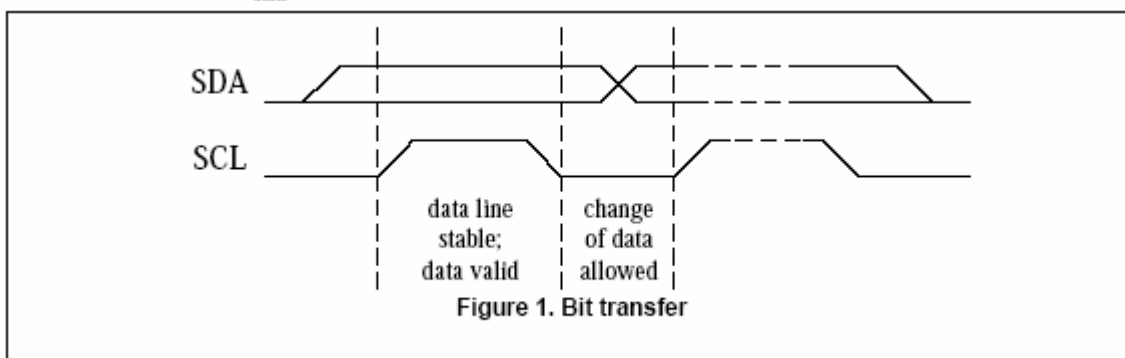 SDA
SCL
data line
stable;
data valid
change
of data
allowed
Figure 1. Bit transfer